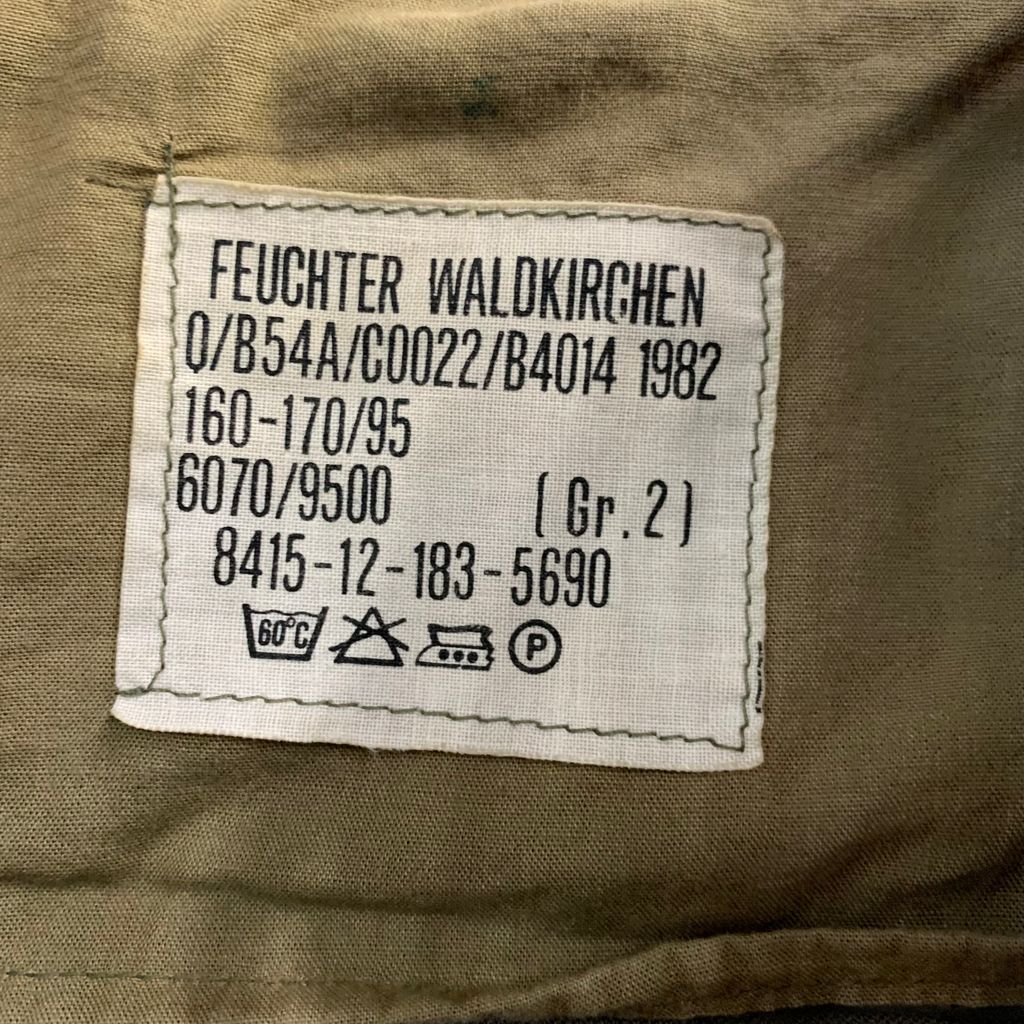 FEUCHTER WALDKIRCHEN
Q/B54A/C0022/B4014 1982
160-170/95
6070/9500 (Gr.2)
8415-12-183-5690
60°C P